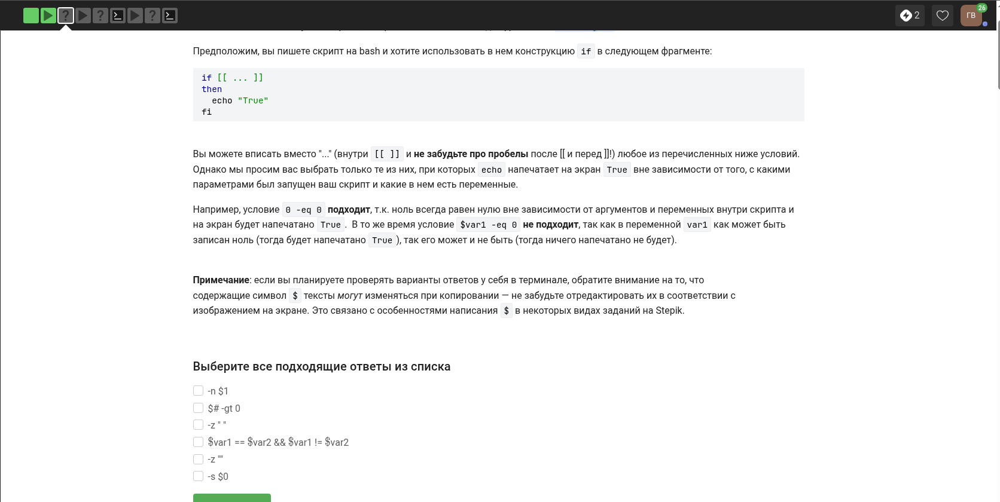 2
ГВ
26
Предположим, вы пишете скрипт на bash и хотите использовать в нем конструкцию if в следующем фрагменте:
if [[ ... ]]
then
  echo "True"
fi
Вы можете вписать вместо "..." (внутри [[ ]] и не забудьте про пробелы после [[ и перед ]]!) любое из перечисленных ниже условий.
Однако мы просим вас выбрать только те из них, при которых echo напечатает на экран True вне зависимости от того, с какими
параметрами был запущен ваш скрипт и какие в нем есть переменные.
Например, условие 0 -eq 0 подходит, т.к. ноль всегда равен нулю вне зависимости от аргументов и переменных внутри скрипта и
на экран будет напечатано True. В то же время условие $var1 -eq 0 не подходит, так как в переменной var1 как может быть
записан ноль (тогда будет напечатано True), так его может и не быть (тогда ничего напечатано не будет).
Примечание: если вы планируете проверять варианты ответов у себя в терминале, обратите внимание на то, что
содержащие символ $ тексты могут изменяться при копировании — не забудьте отредактировать их в соответствии с
изображением на экране. Это связано с особенностями написания $ в некоторых видах заданий на Stepik.
Выберите все подходящие ответы из списка
-n $1
$# -gt 0
-z " "
$var1 == $var2 && $var1 != $var2
-z ""
-s $0